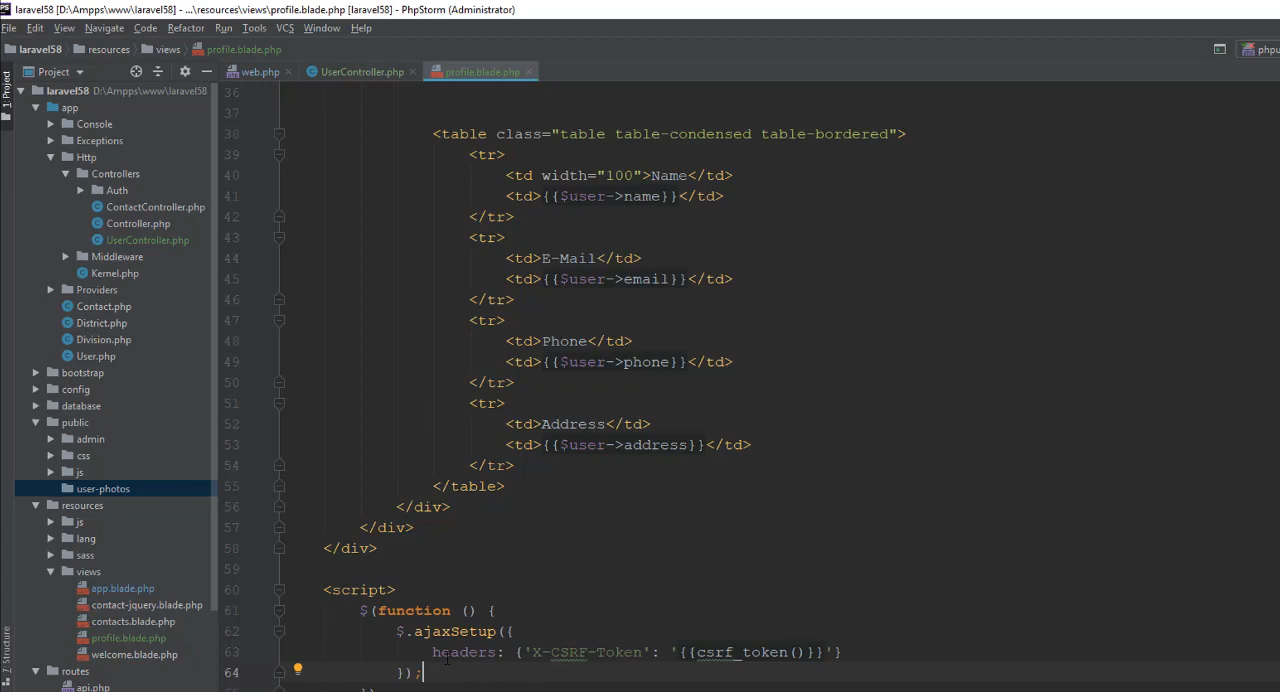 laravel58 [D:\Ampps\www\laravel58] - ...\resources\views\profile.blade.php [laravel58] - PhpStorm (Administrator)
File Edit View Navigate Code Refactor Run Tools VCS Window Help
laravel58 resources views profile.blade.php phpu
1: Project
Project
web.php UserController.php profile.blade.php
laravel58 D:\Ampps\www\laravel58
app
Console
Exceptions
Http
Controllers
Auth
ContactController.php
Controller.php
UserController.php
Middleware
Kernel.php
Providers
Contact.php
District.php
Division.php
User.php
bootstrap
config
database
public
admin
css
js
user-photos
resources
js
lang
sass
views
app.blade.php
contact-jquery.blade.php
contacts.blade.php
profile.blade.php
welcome.blade.php
routes
api.php
7: Structure
36
37
38 <table class="table table-condensed table-bordered">
39 <tr>
40 <td width="100">Name</td>
41 <td>{{$user->name}}</td>
42 </tr>
43 <tr>
44 <td>E-Mail</td>
45 <td>{{$user->email}}</td>
46 </tr>
47 <tr>
48 <td>Phone</td>
49 <td>{{$user->phone}}</td>
50 </tr>
51 <tr>
52 <td>Address</td>
53 <td>{{$user->address}}</td>
54 </tr>
55 </table>
56 </div>
57 </div>
58 </div>
59
60 <script>
61 $(function () {
62 $.ajaxSetup({
63 headers: {'X-CSRF-Token': '{{csrf_token()}}'}
64 });